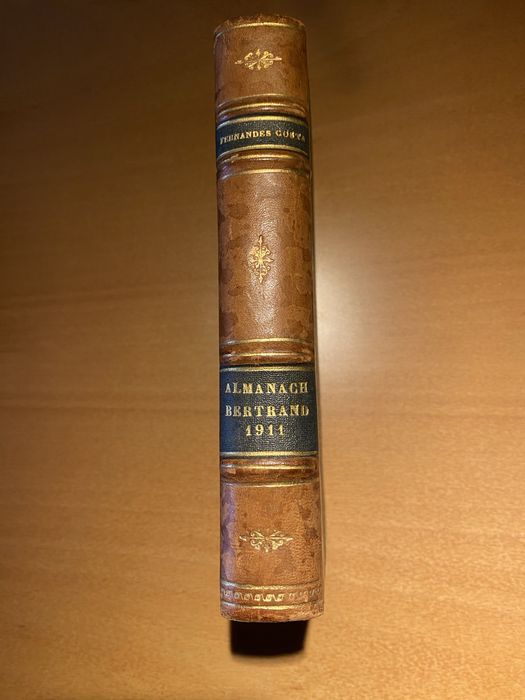 FERNANDES COSTA
ALMANACH
BERTRAND
1911